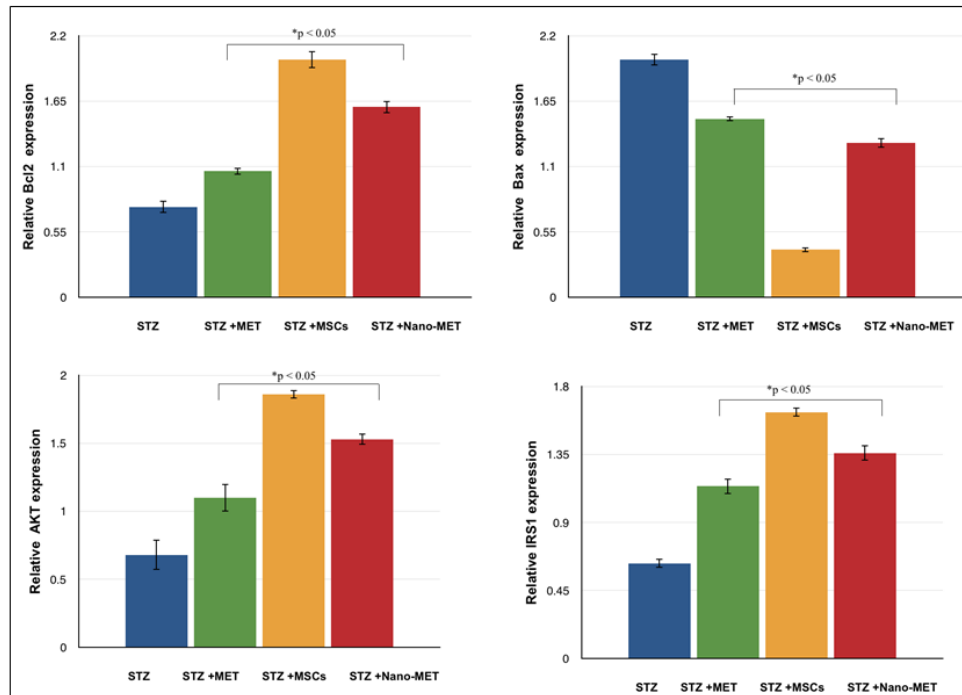 *p < 0.05
2.2
1.65
1.1
0.55
0
Relative Bcl2 expression
STZ STZ +MET STZ +MSCs STZ +Nano-MET
*p < 0.05
2.2
1.65
1.1
0.55
0
Relative Bax expression
STZ STZ +MET STZ +MSCs STZ +Nano-MET
*p < 0.05
2
1.5
1
0.5
0
Relative AKT expression
STZ STZ +MET STZ +MSCs STZ +Nano-MET
*p < 0.05
1.8
1.35
0.9
0.45
0
Relative IRS1 expression
STZ STZ +MET STZ +MSCs STZ +Nano-MET